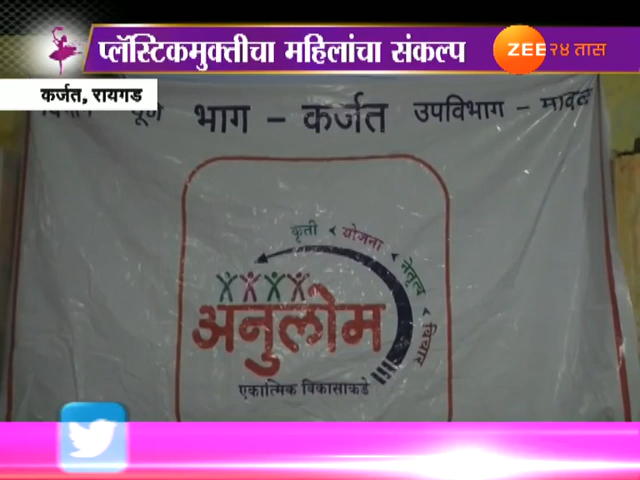 प्लॅस्टिकमुक्तीचा महिलांचा संकल्प
ZEE २४ तास
कर्जत, रायगड
पूणे भाग - कर्जत उपविभाग - मावळ
कृती < योजना < नेतृत्व < विचार
अनुलोम
एकात्मिक विकासाकडे